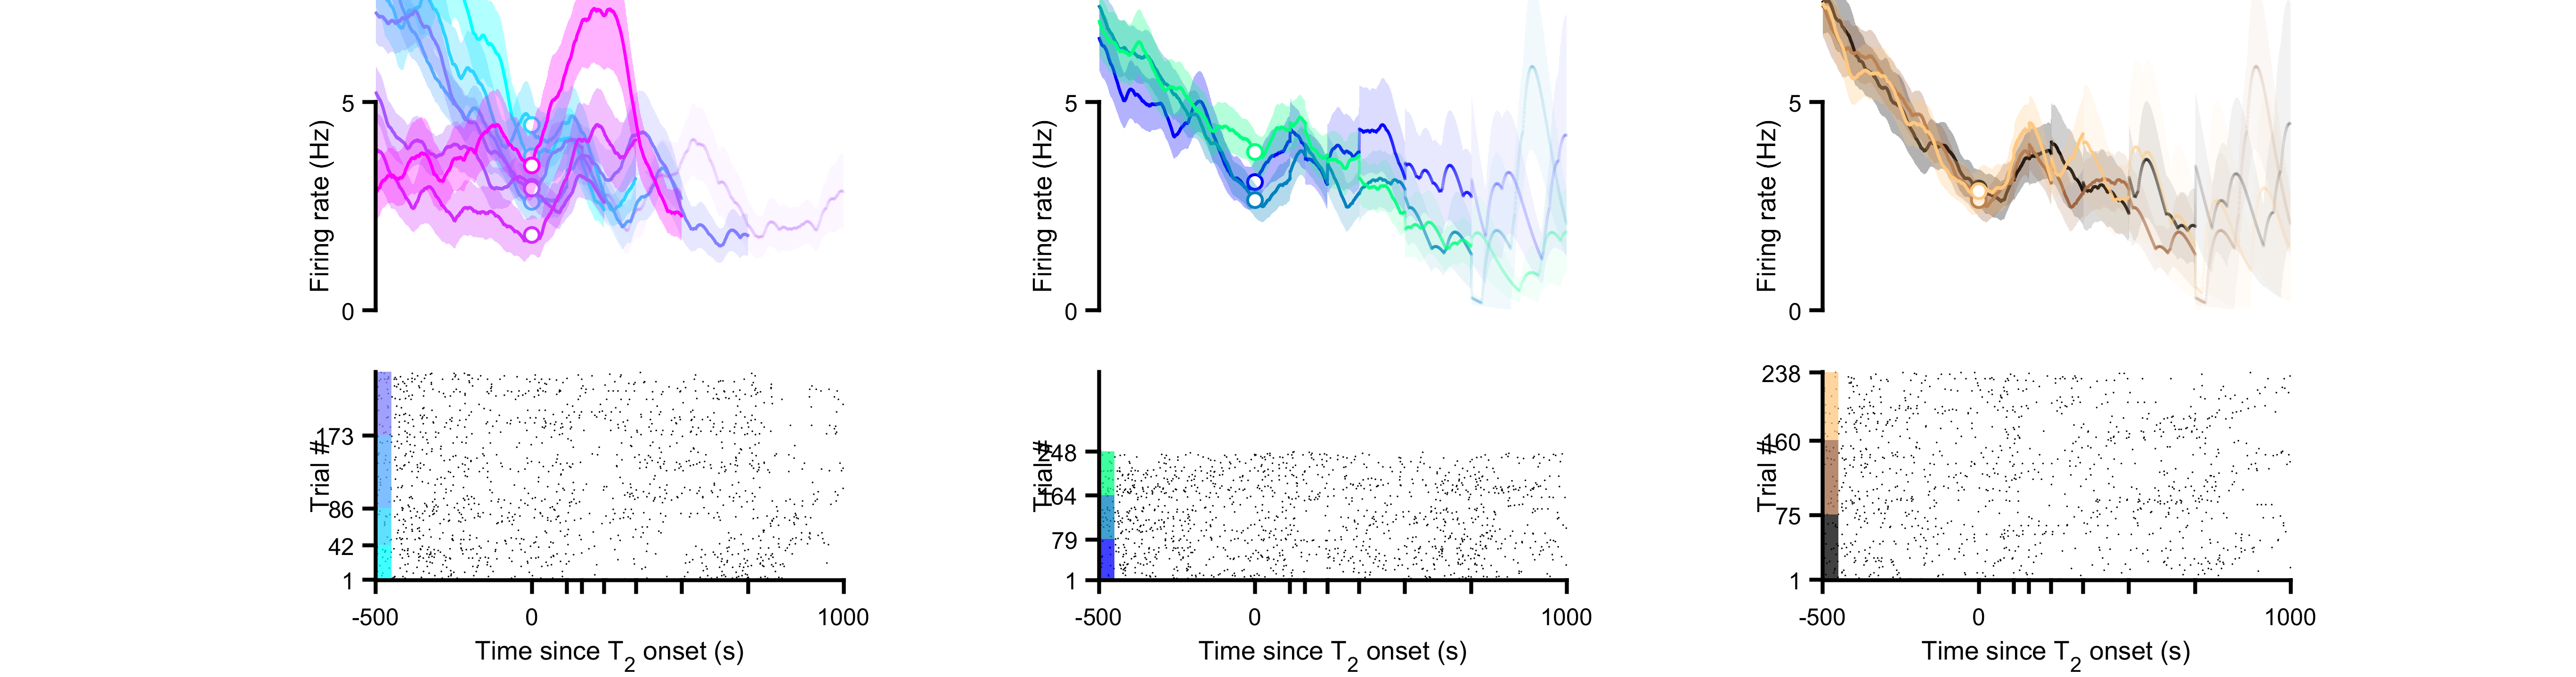 Firing rate (Hz)
5
0
Firing rate (Hz)
5
0
Firing rate (Hz)
5
0
Trial #
173
86
42
1
-500 0 1000
Time since T2 onset (s)
Trial #
248
164
79
1
-500 0 1000
Time since T2 onset (s)
Trial #
238
160
75
1
-500 0 1000
Time since T2 onset (s)